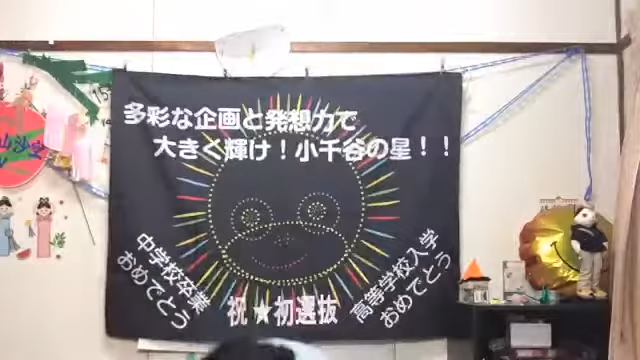 多彩な企画と発想力で
大きく輝け！小千谷の星！！
中学校卒業
おめでとう
祝★初選抜
高等学校入学
おめでとう